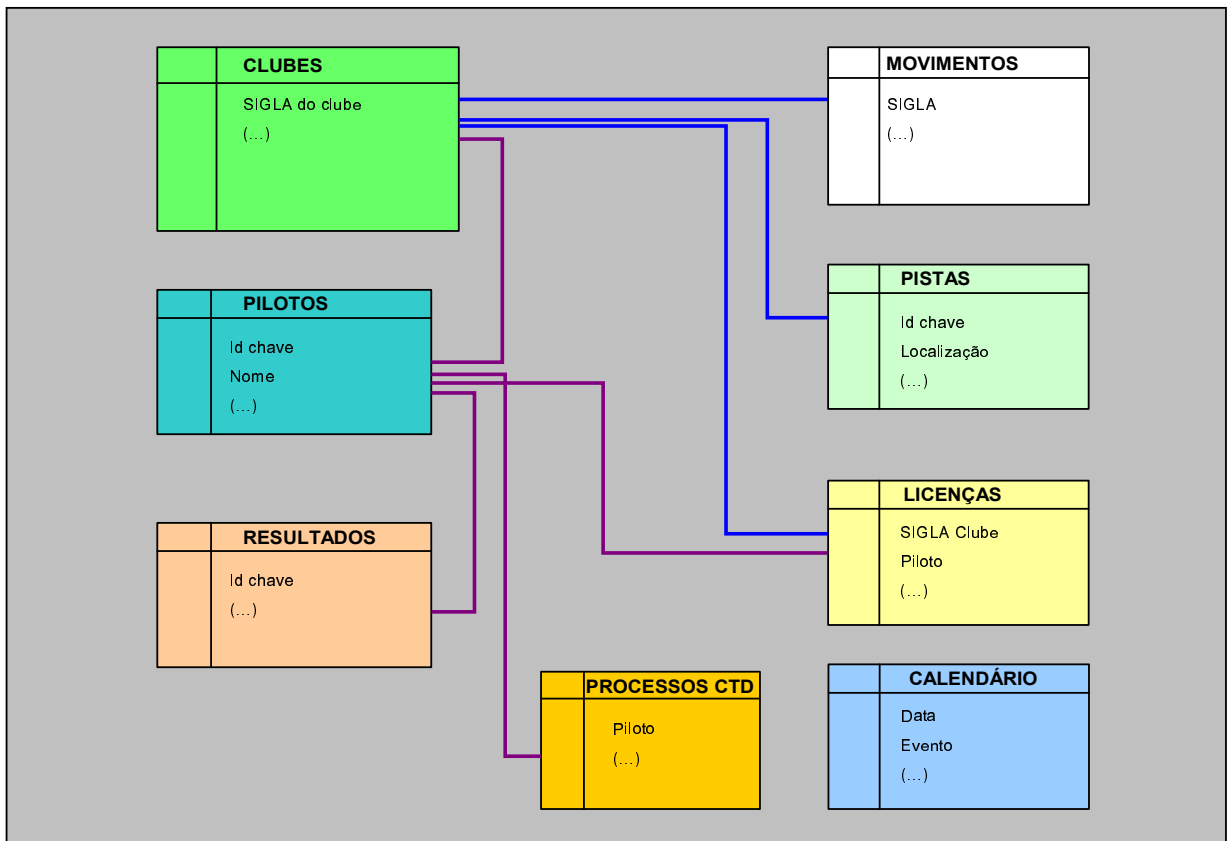 CLUBES
SIGLA do clube
(...)
MOVIMENTOS
SIGLA
(...)
PILOTOS
Id chave
Nome
(...)
PISTAS
Id chave
Localização
(...)
RESULTADOS
Id chave
(...)
LICENÇAS
SIGLA Clube
Piloto
(...)
PROCESSOS CTD
Piloto
(...)
CALENDÁRIO
Data
Evento
(...)